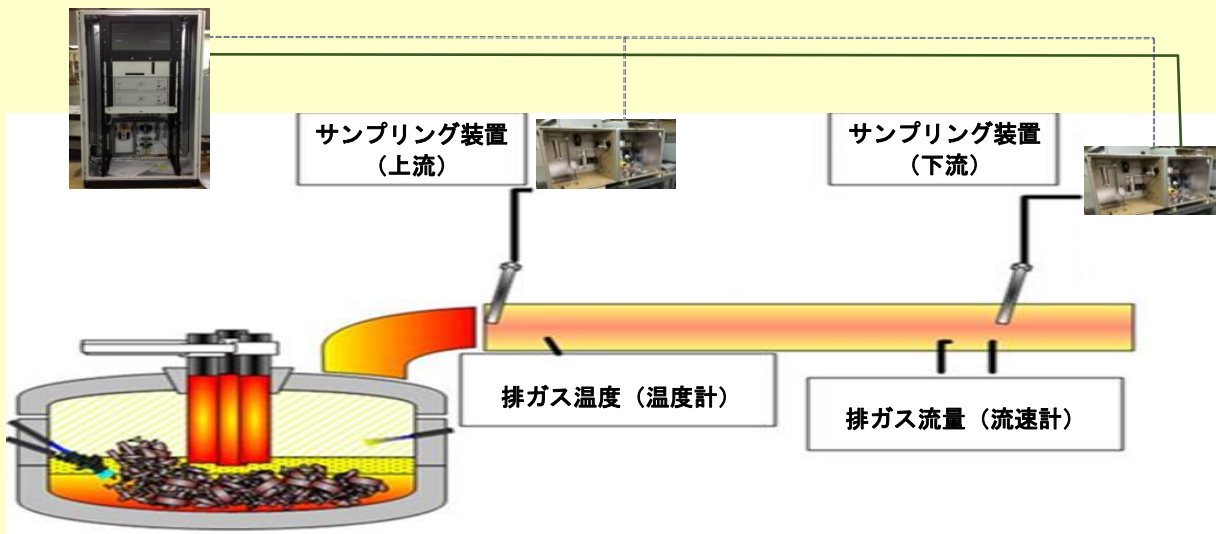 サンプリング装置
（上流）
サンプリング装置
（下流）
排ガス温度（温度計）
排ガス流量（流速計）